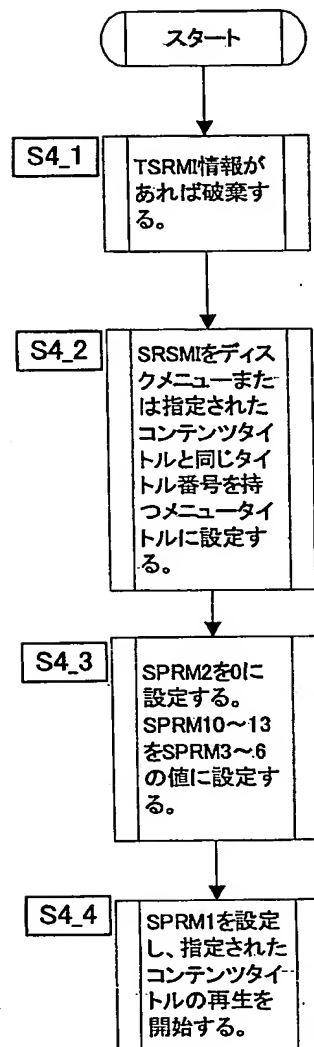 スタート
S4_1
TSRMI情報が
あれば破棄す
る。
S4_2
SRSMIをディス
クメニューまた
は指定された
コンテンツタイ
トルと同じタイ
トル番号を持
つメニュータイ
トルに設定す
る。
S4_3
SPRM2を0に
設定する。
SPRM10～13
をSPRM3～6
の値に設定す
る。
S4_4
SPRM1を設定
し、指定された
コンテンツタイ
トルの再生を
開始する。